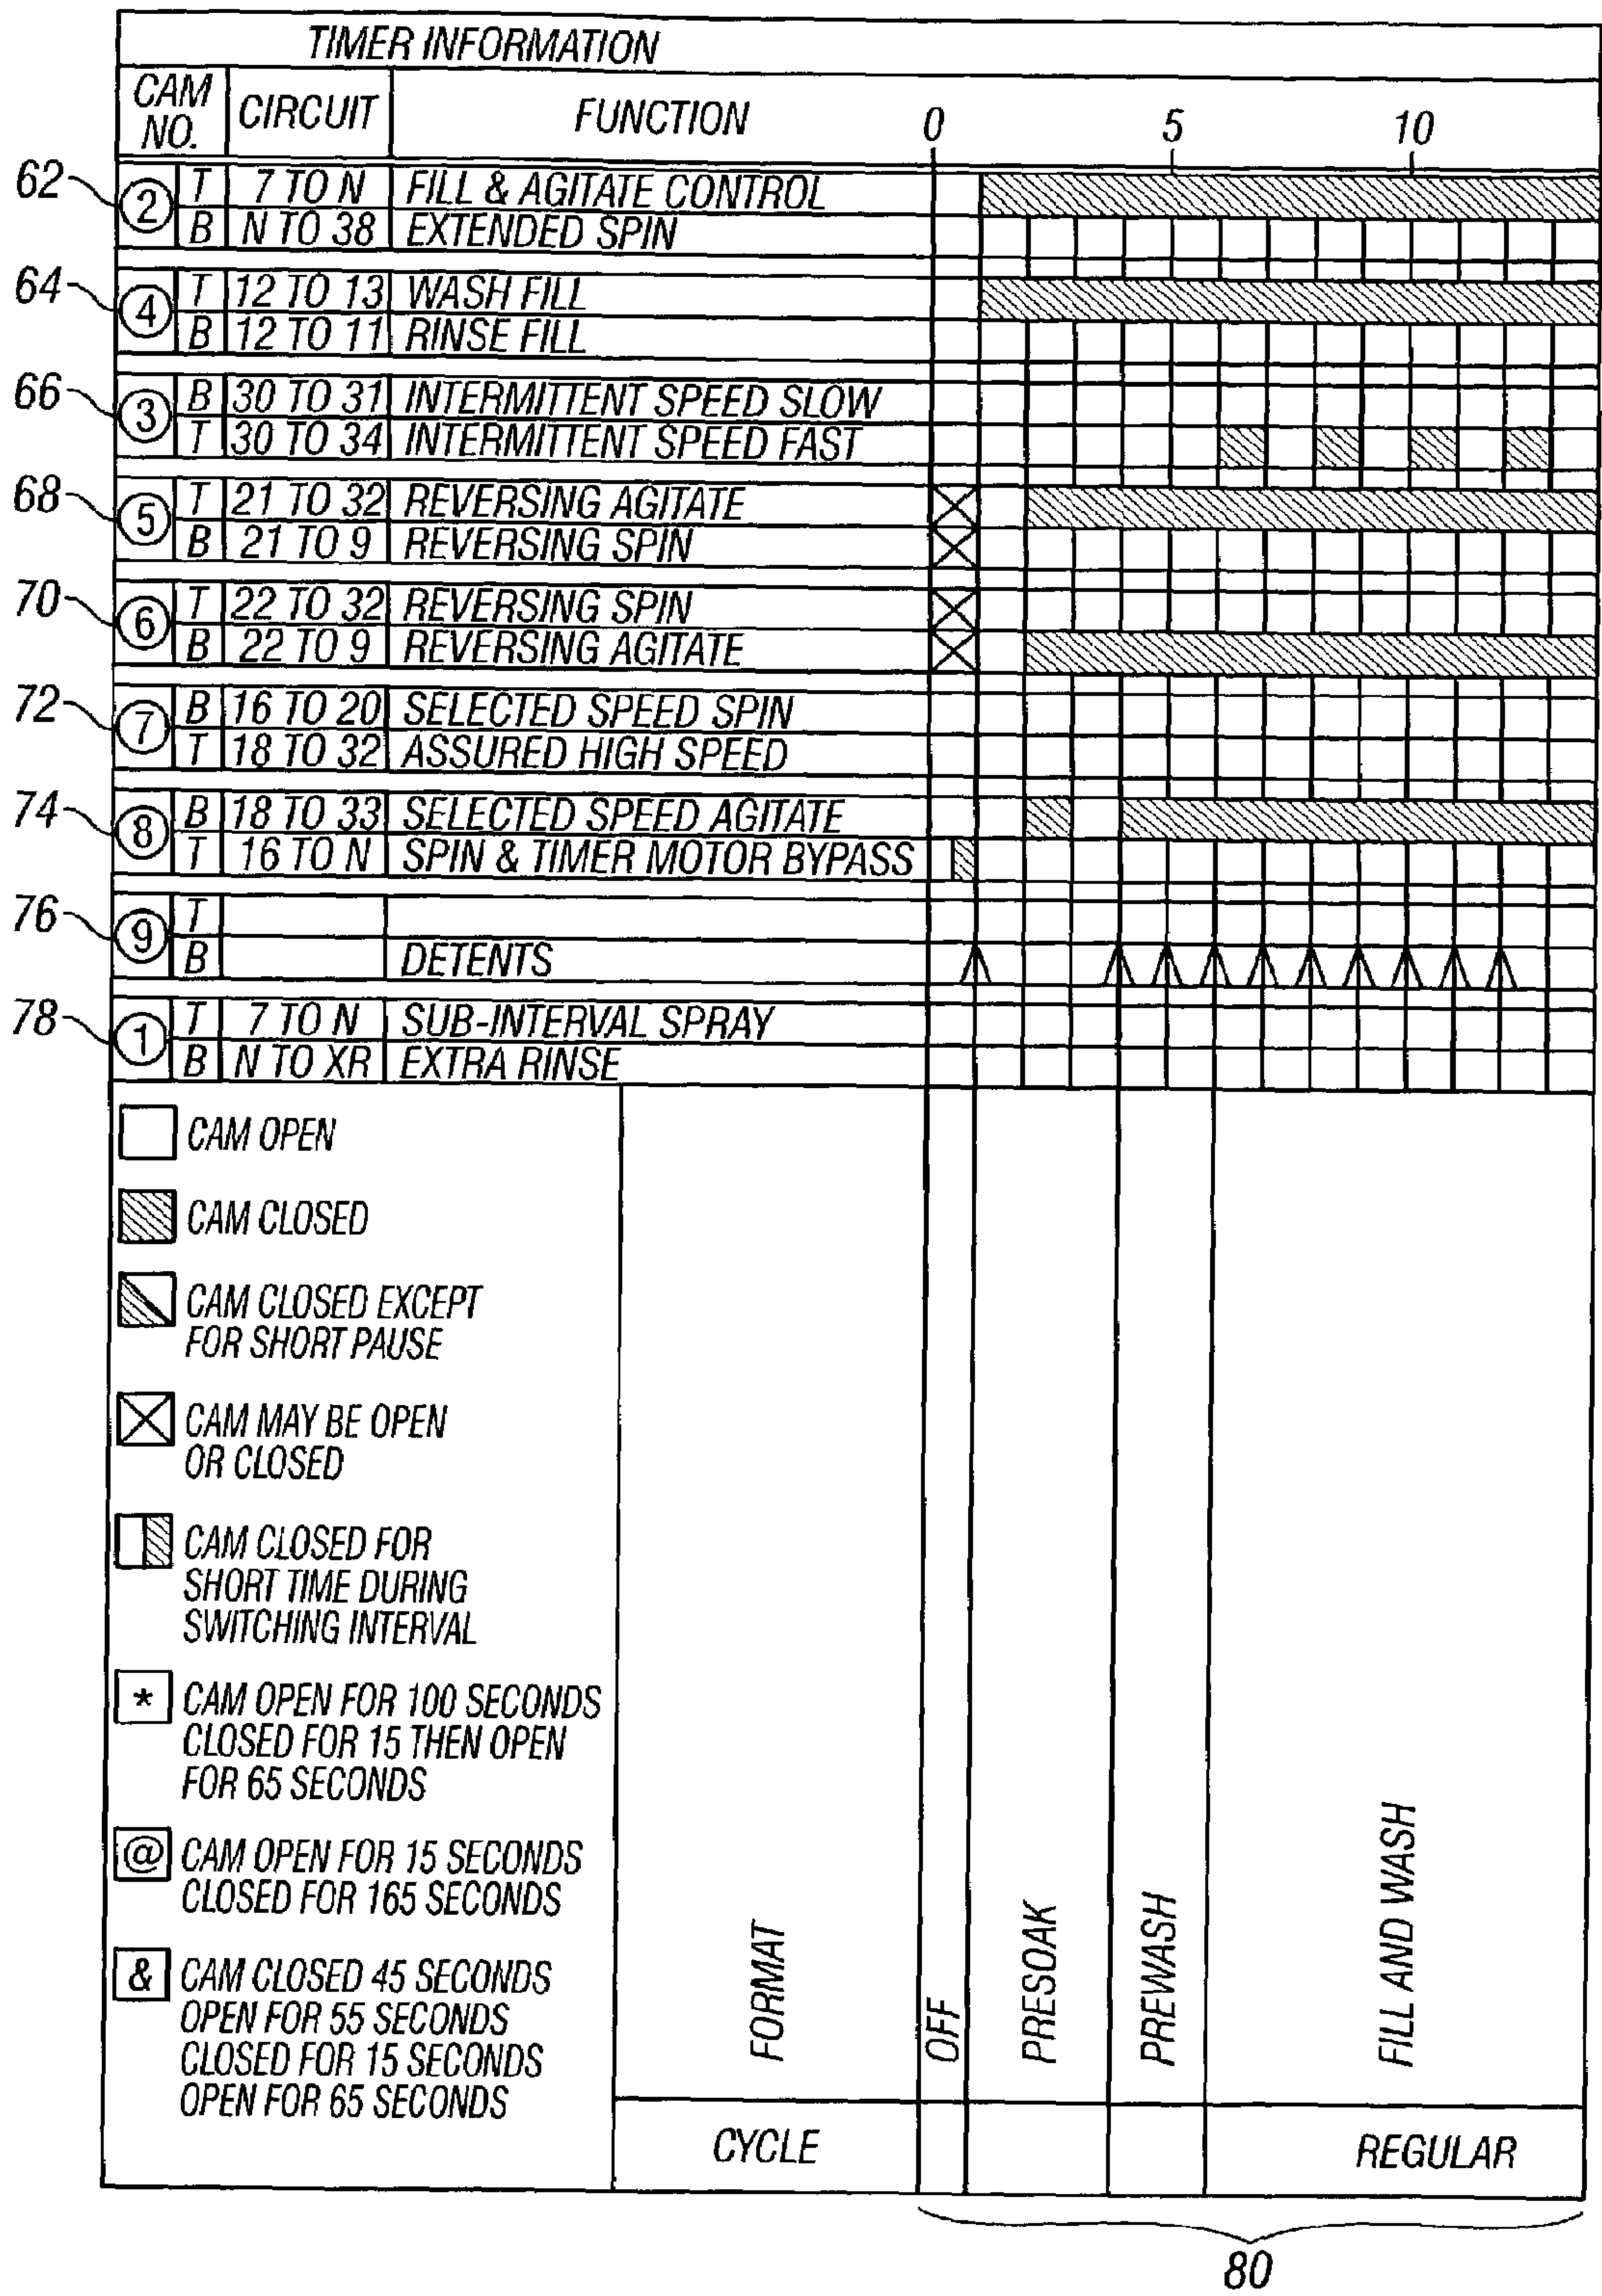 TIMER INFORMATION
CAM NO. CIRCUIT FUNCTION 0 5 10
62 2 T 7 TO N FILL & AGITATE CONTROL
B N TO 38 EXTENDED SPIN
64 4 T 12 TO 13 WASH FILL
B 12 TO 11 RINSE FILL
66 3 B 30 TO 31 INTERMITTENT SPEED SLOW
T 30 TO 34 INTERMITTENT SPEED FAST
68 5 T 21 TO 32 REVERSING AGITATE
B 21 TO 9 REVERSING SPIN
70 6 T 22 TO 32 REVERSING SPIN
B 22 TO 9 REVERSING AGITATE
72 7 B 16 TO 20 SELECTED SPEED SPIN
T 18 TO 32 ASSURED HIGH SPEED
74 8 B 18 TO 33 SELECTED SPEED AGITATE
T 16 TO N SPIN & TIMER MOTOR BYPASS
76 9 T
B DETENTS
78 1 T 7 TO N SUB-INTERVAL SPRAY
B N TO XR EXTRA RINSE
CAM OPEN
CAM CLOSED
CAM CLOSED EXCEPT
FOR SHORT PAUSE
CAM MAY BE OPEN
OR CLOSED
CAM CLOSED FOR
SHORT TIME DURING
SWITCHING INTERVAL
* CAM OPEN FOR 100 SECONDS
CLOSED FOR 15 THEN OPEN
FOR 65 SECONDS
@ CAM OPEN FOR 15 SECONDS
CLOSED FOR 165 SECONDS
& CAM CLOSED 45 SECONDS
OPEN FOR 55 SECONDS
CLOSED FOR 15 SECONDS
OPEN FOR 65 SECONDS
FORMAT
OFF
PRESOAK
PREWASH
FILL AND WASH
CYCLE
REGULAR
80